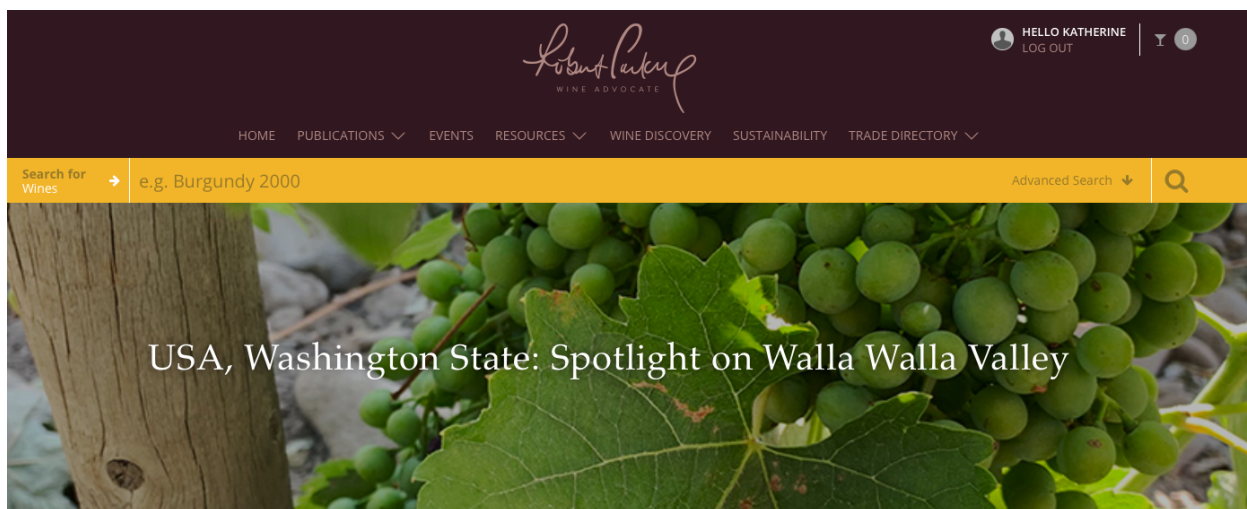 Robert Parker
WINE ADVOCATE
HELLO KATHERINE
LOG OUT
0
HOME PUBLICATIONS EVENTS RESOURCES WINE DISCOVERY SUSTAINABILITY TRADE DIRECTORY
Search for
Wines
e.g. Burgundy 2000
Advanced Search
USA, Washington State: Spotlight on Walla Walla Valley